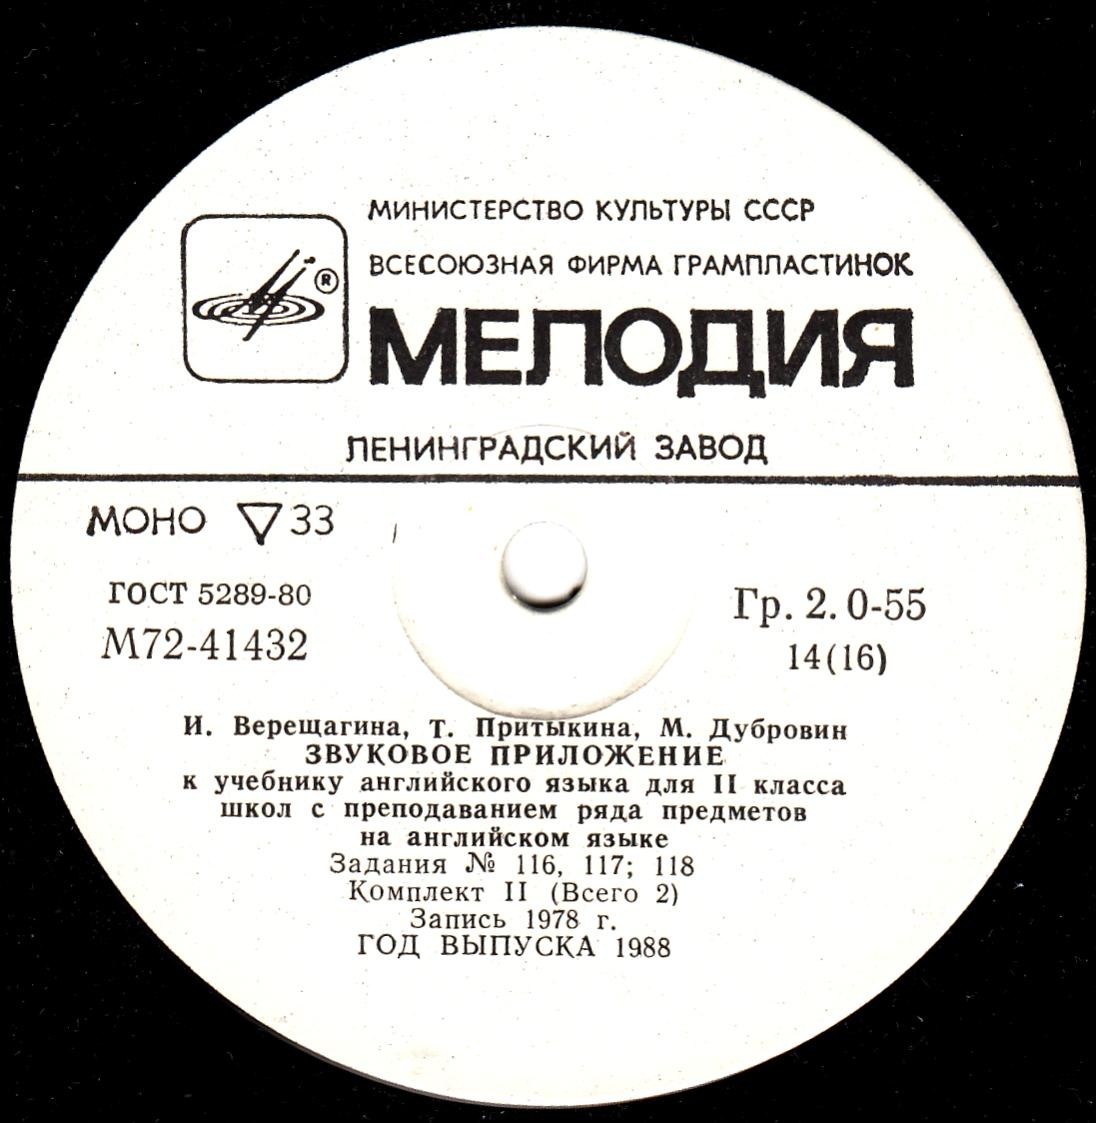 МИНИСТЕРСТВО КУЛЬТУРЫ СССР
ВСЕСОЮЗНАЯ ФИРМА ГРАМПЛАСТИНОК
®
МЕЛОДИЯ
ЛЕНИНГРАДСКИЙ ЗАВОД
МОНО ▽ 33
ГОСТ 5289-80
М72-41432
Гр. 2. 0-55
14(16)
И. Верещагина, Т. Притыкина, М. Дубровин
ЗВУКОВОЕ ПРИЛОЖЕНИЕ
к учебнику английского языка для II класса
школ с преподаванием ряда предметов
на английском языке
Задания № 116, 117; 118
Комплект II (Всего 2)
Запись 1978 г.
ГОД ВЫПУСКА 1988